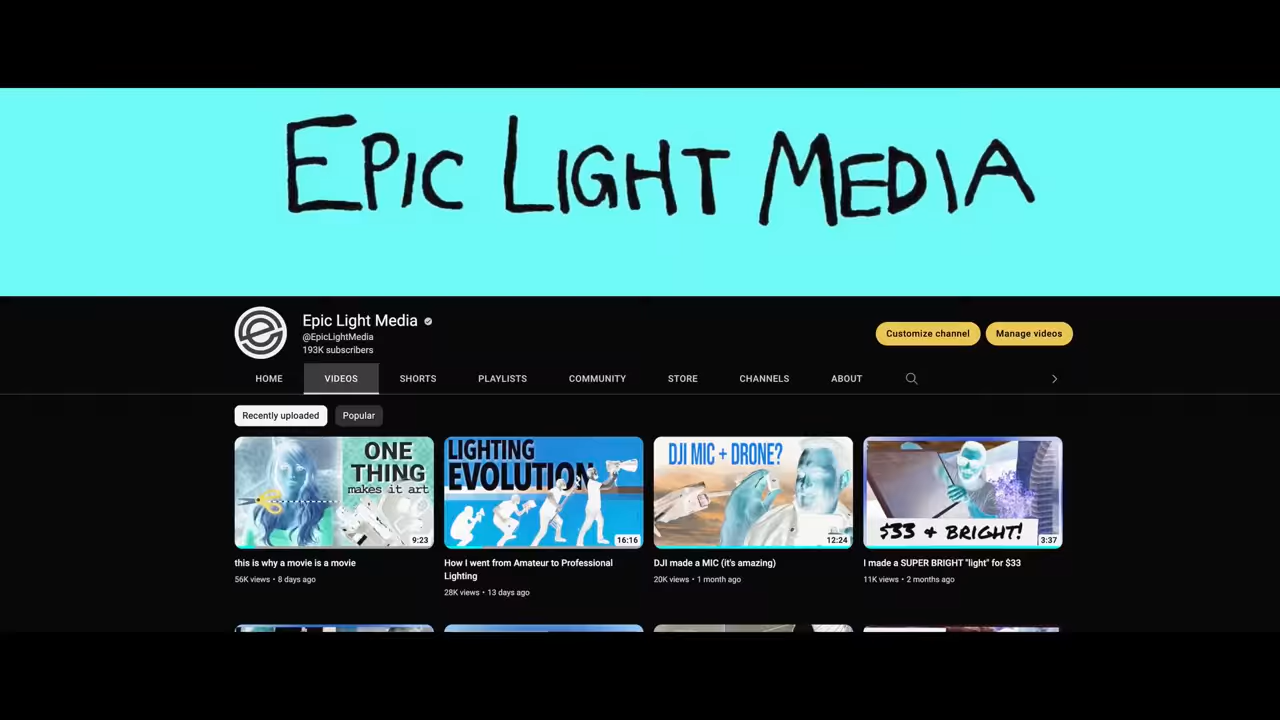 EPIC LIGHT MEDIA
Epic Light Media
@EpicLightMedia
193K subscribers
Customize channel
Manage videos
HOME
VIDEOS
SHORTS
PLAYLISTS
COMMUNITY
STORE
CHANNELS
ABOUT
Recently uploaded
Popular
ONE
THING
makes it art
9:23
LIGHTING
EVOLUTION
16:16
DJI MIC + DRONE?
12:24
$33 + BRIGHT!
3:37
this is why a movie is a movie
56K views • 8 days ago
How I went from Amateur to Professional
Lighting
28K views • 13 days ago
DJI made a MIC (it's amazing)
20K views • 1 month ago
I made a SUPER BRIGHT "light" for $33
11K views • 2 months ago